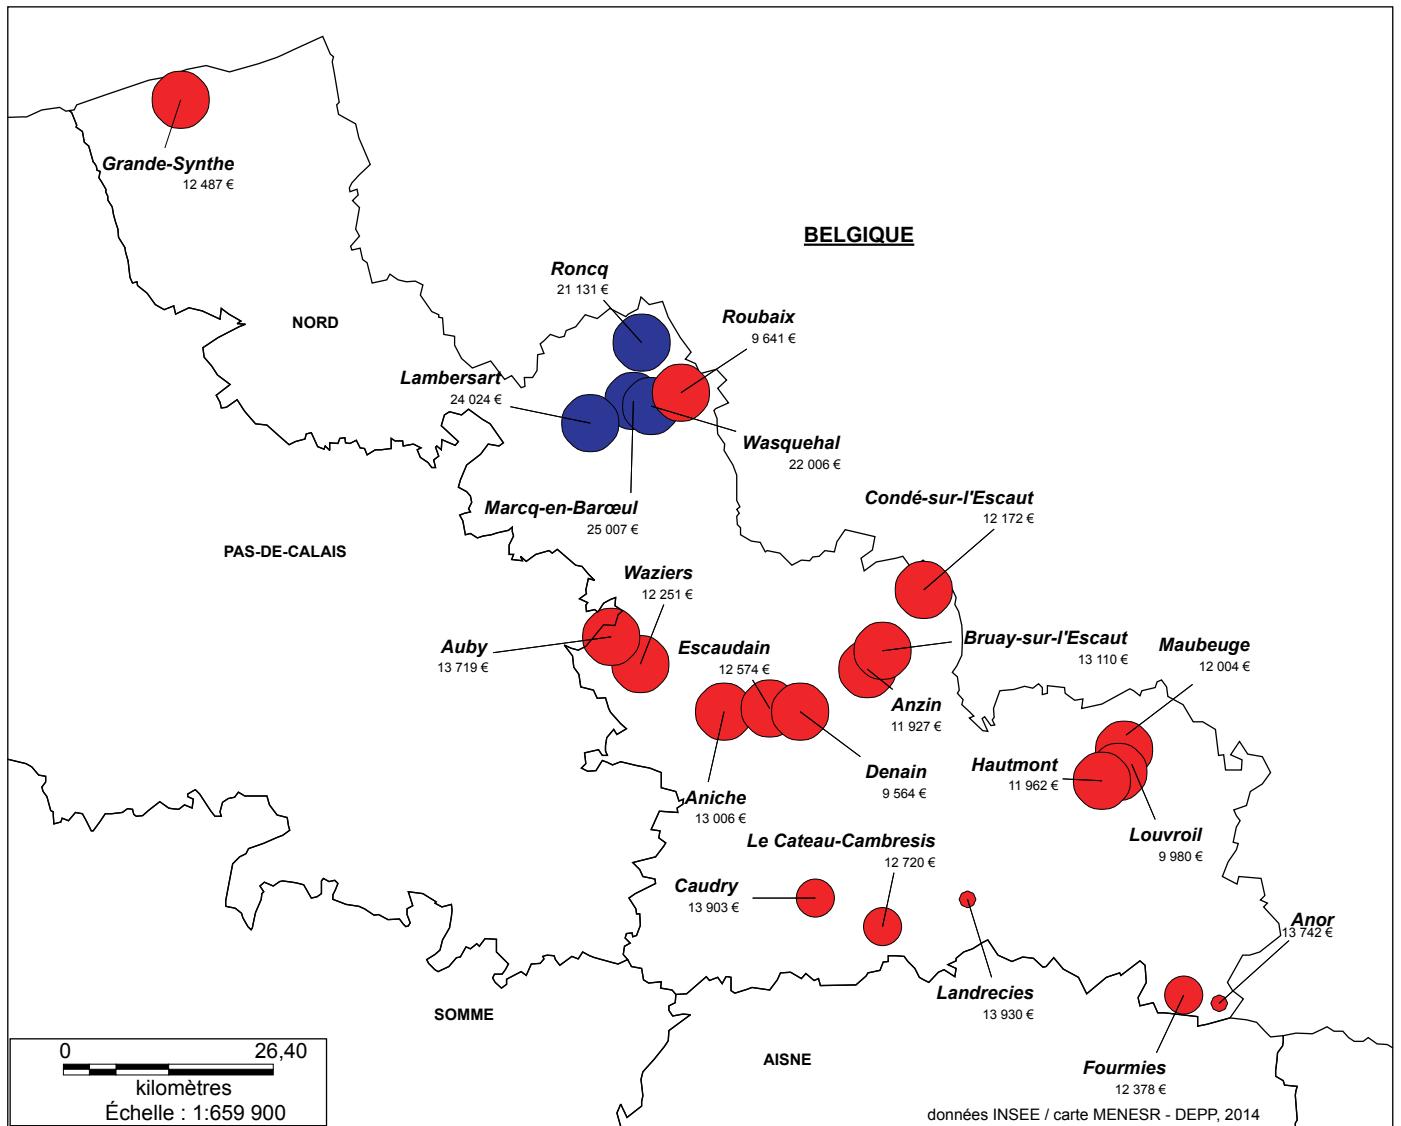 Grande-Synthe
12 487 €
BELGIQUE
Roncq
21 131 €
NORD
Roubaix
9 641 €
Lambersart
24 024 €
Wasquehal
22 006 €
Marcq-en-Barœul
25 007 €
Condé-sur-l'Escaut
12 172 €
PAS-DE-CALAIS
Waziers
12 251 €
Auby
13 719 €
Escaudain
12 574 €
Bruay-sur-l'Escaut
13 110 €
Maubeuge
12 004 €
Anzin
11 927 €
Hautmont
11 962 €
Denain
9 564 €
Aniche
13 006 €
Louvroil
9 980 €
Le Cateau-Cambresis
12 720 €
Caudry
13 903 €
Anor
13 742 €
Landrecies
13 930 €
SOMME
AISNE
Fourmies
12 378 €
0 26,40
kilomètres
Échelle : 1:659 900
données INSEE / carte MENESR - DEPP, 2014